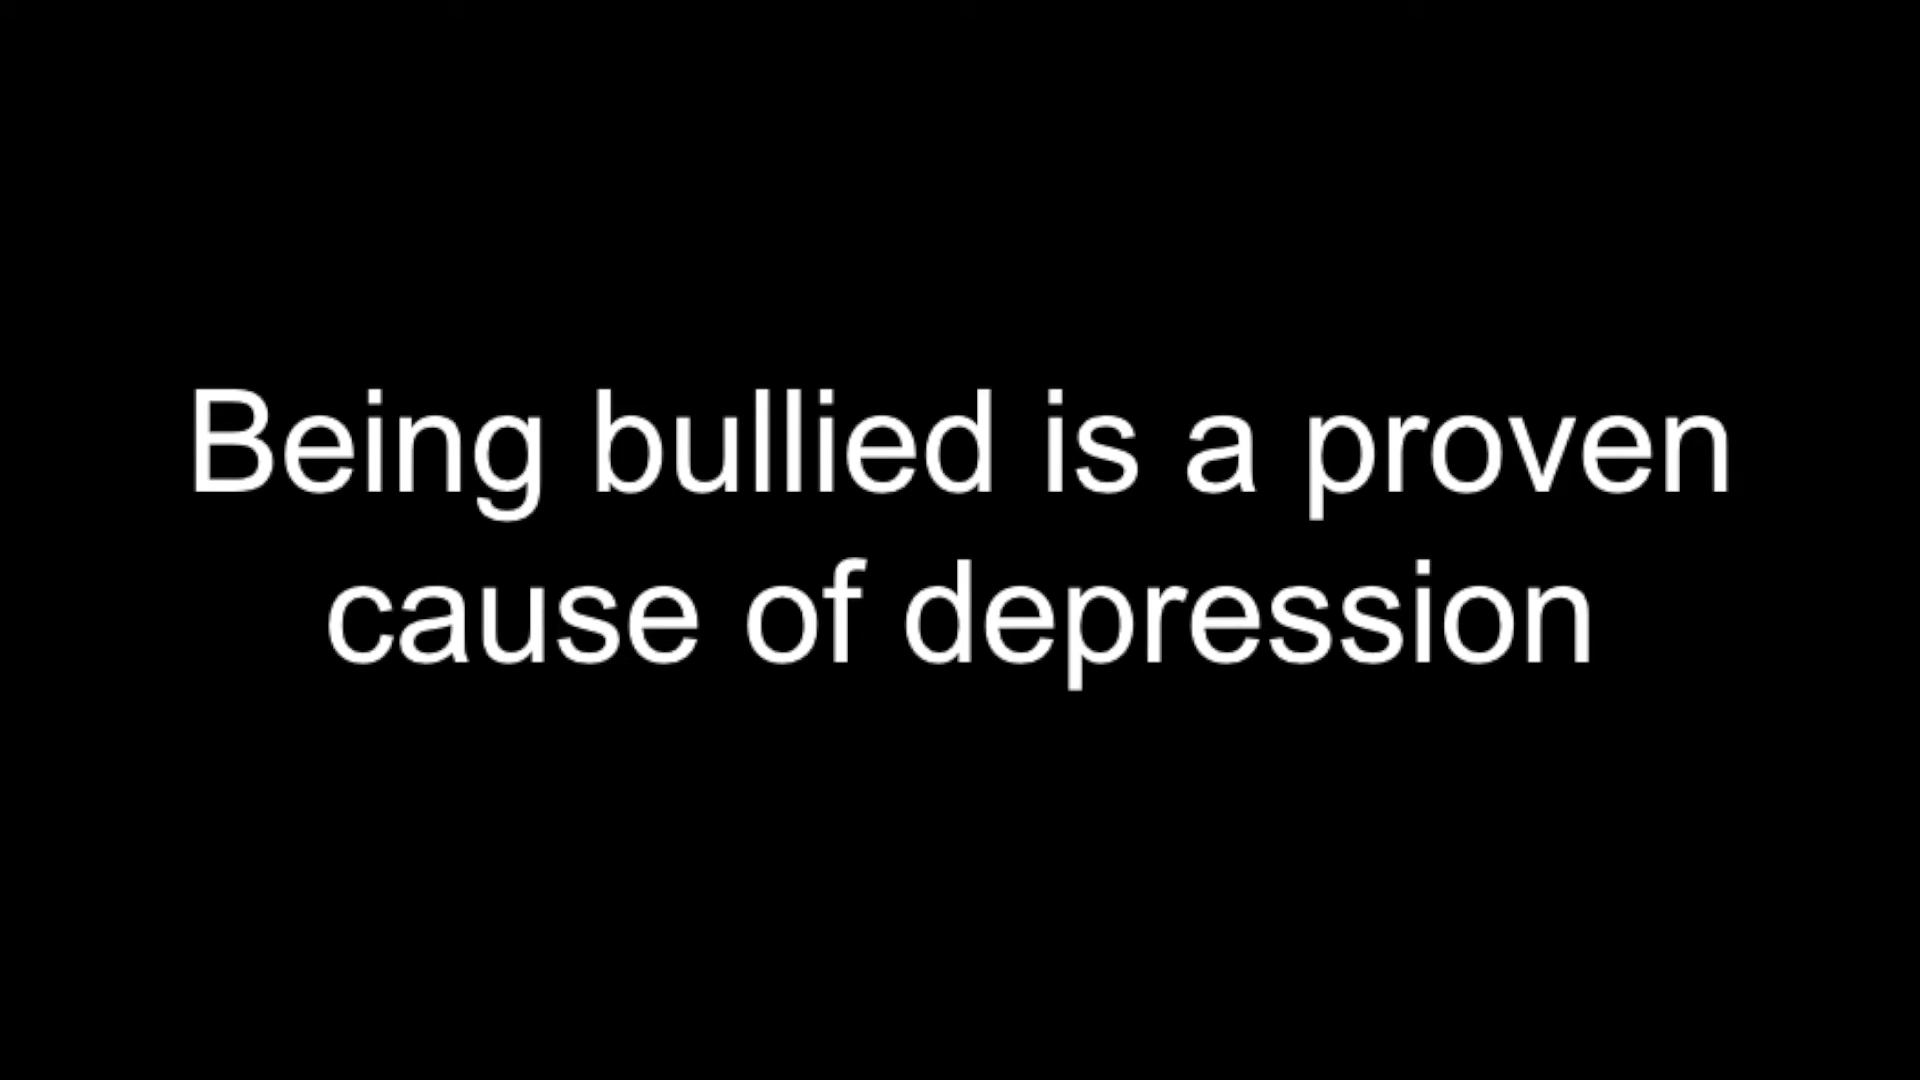 Being bullied is a proven
cause of depression